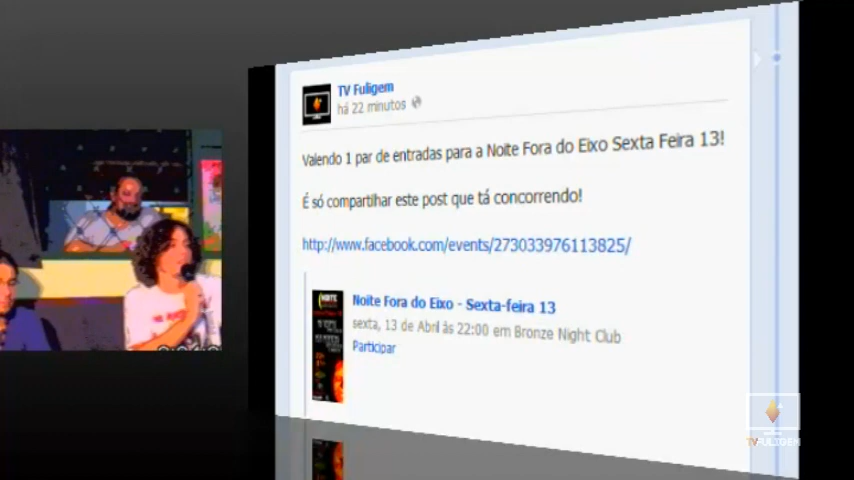 TV Fuligem
há 22 minutos
Valendo 1 par de entradas para a Noite Fora do Eixo Sexta Feira 13!
É só compartilhar este post que tá concorrendo!
http://www.facebook.com/events/273033976113825/
Noite Fora do Eixo - Sexta-feira 13
sexta, 13 de Abril às 22:00 em Bronze Night Club
Participar
TVFULIGEM